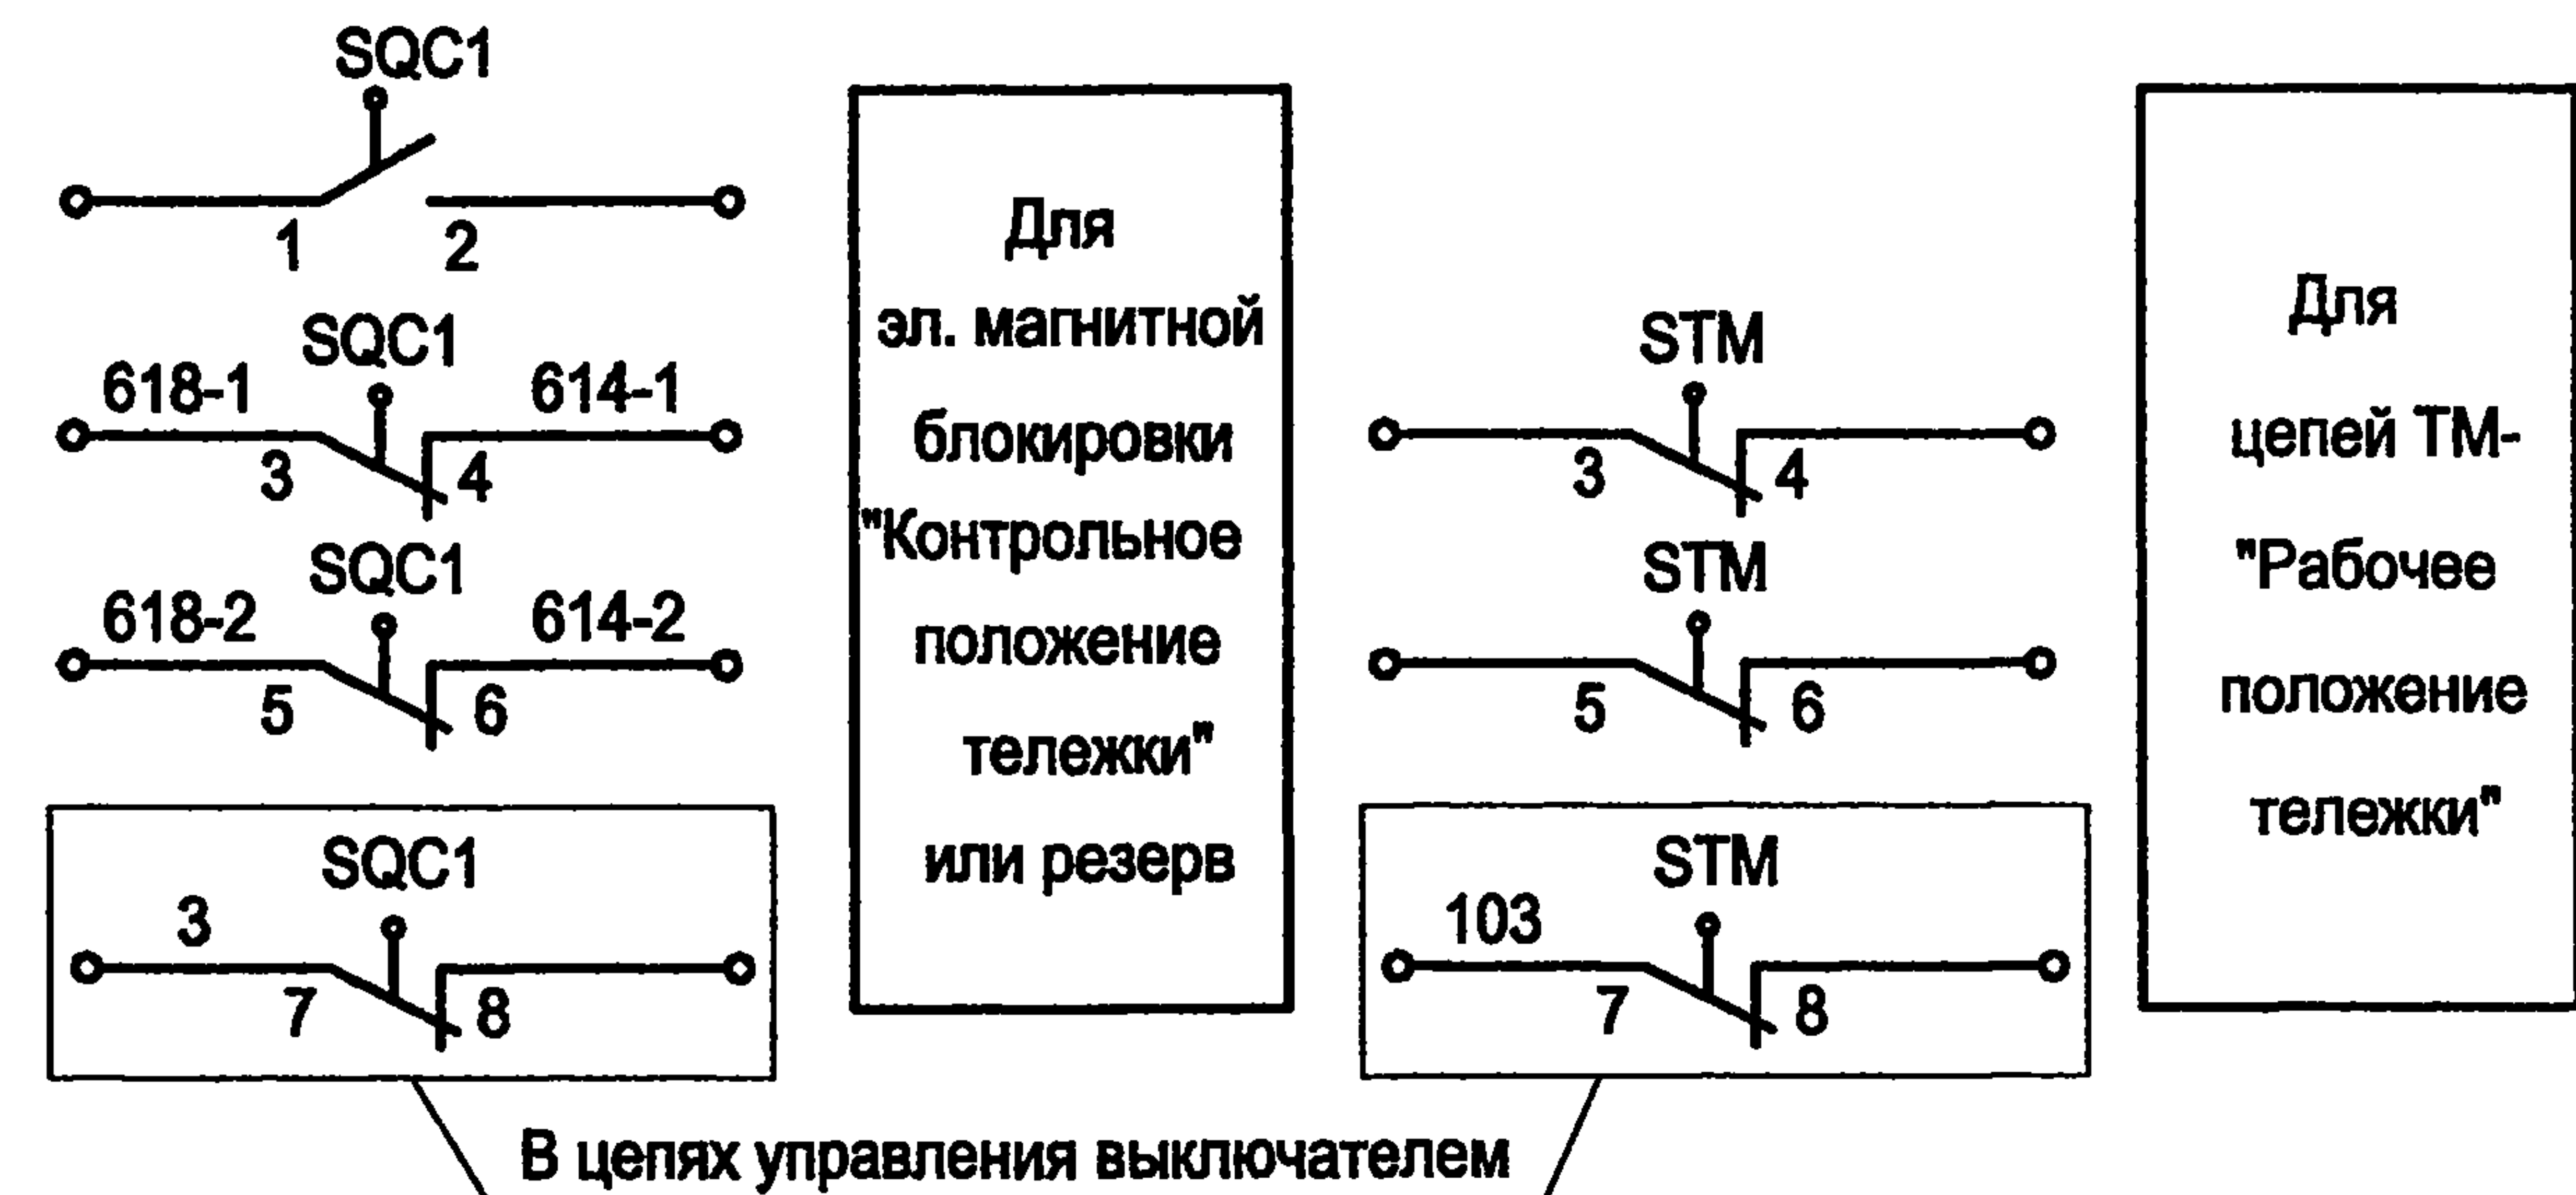 SQC1
1 2
SQC1
618-1 614-1
3 4
SQC1
618-2 614-2
5 6
SQC1
3
7 8
Для
эл. магнитной
блокировки
"Контрольное
положение
тележки"
или резерв
STM
3 4
STM
5 6
STM
103
7 8
Для
цепей ТМ-
"Рабочее
положение
тележки"
В цепях управления выключателем